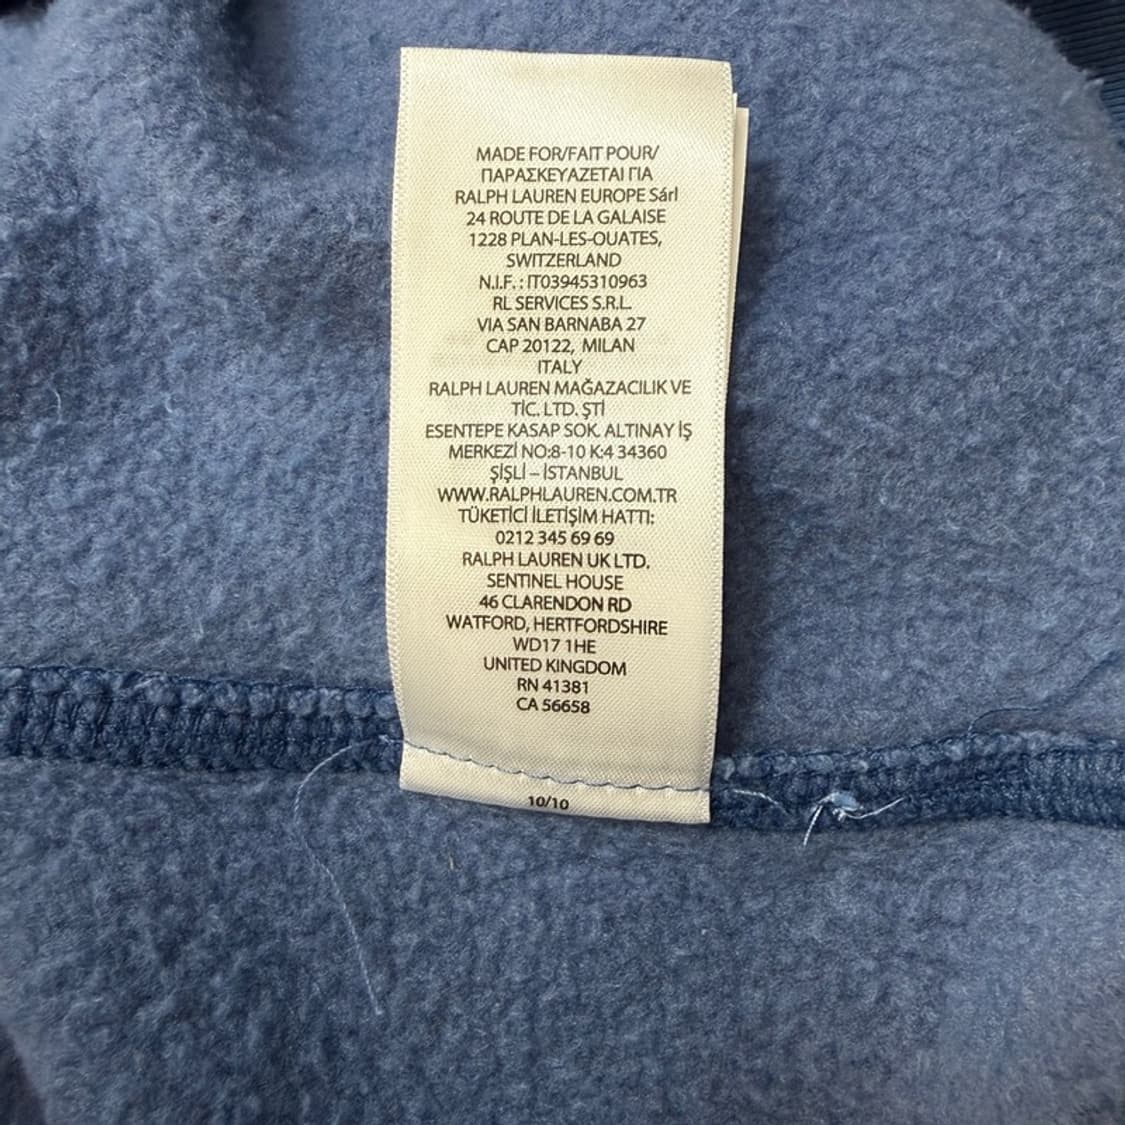 MADE FOR/FAIT POUR/
ΠΑΡΑΣΚΕΥΑΖΕΤΑΙ ΓΙΑ
RALPH LAUREN EUROPE Sárl
24 ROUTE DE LA GALAISE
1228 PLAN-LES-OUATES,
SWITZERLAND
N.I.F. : IT03945310963
RL SERVICES S.R.L.
VIA SAN BARNABA 27
CAP 20122, MILAN
ITALY
RALPH LAUREN MAĞAZACILIK VE
TİC. LTD. ŞTİ
ESENTEPE KASAP SOK. ALTINAY İŞ
MERKEZİ NO:8-10 K:4 34360
ŞİŞLİ – İSTANBUL
WWW.RALPHLAUREN.COM.TR
TÜKETİCİ İLETİŞİM HATTI:
0212 345 69 69
RALPH LAUREN UK LTD.
SENTINEL HOUSE
46 CLARENDON RD
WATFORD, HERTFORDSHIRE
WD17 1HE
UNITED KINGDOM
RN 41381
CA 56658
10/10